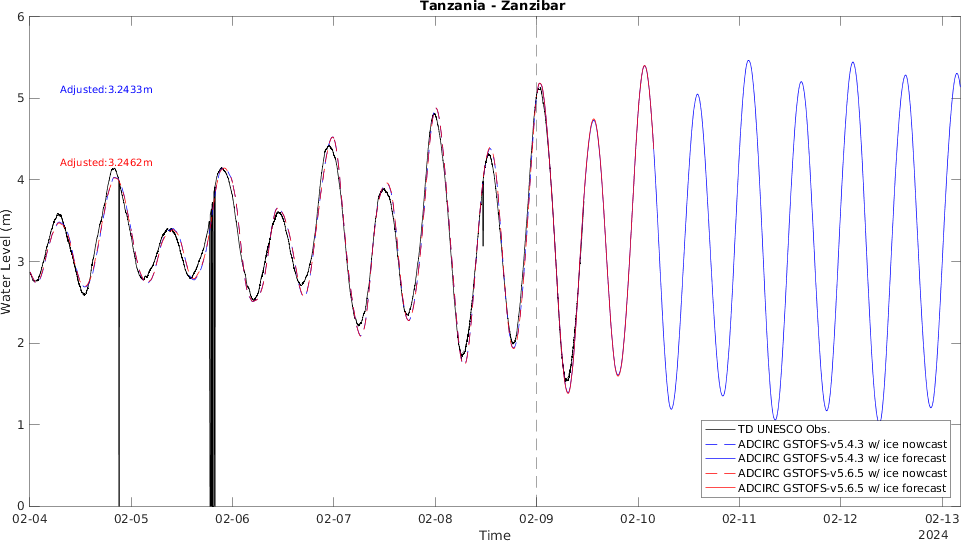 Tanzania - Zanzibar
6
5
4
3
2
1
0
Water Level (m)
Adjusted:3.2433m
Adjusted:3.2462m
TD UNESCO Obs.
ADCIRC GSTOFS-v5.4.3 w/ ice nowcast
ADCIRC GSTOFS-v5.4.3 w/ ice forecast
ADCIRC GSTOFS-v5.6.5 w/ ice nowcast
ADCIRC GSTOFS-v5.6.5 w/ ice forecast
02-04 02-05 02-06 02-07 02-08 02-09 02-10 02-11 02-12 02-13
Time
2024